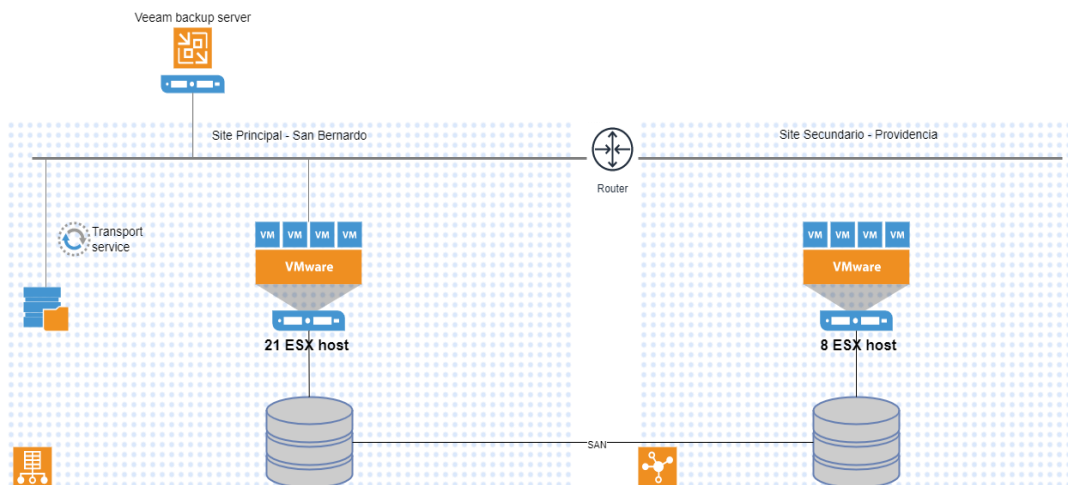 Veeam backup server
Site Principal - San Bernardo
Site Secundario - Providencia
Router
Transport
service
VM VM VM VM
VMware
VM VM VM VM
VMware
21 ESX host
8 ESX host
SAN